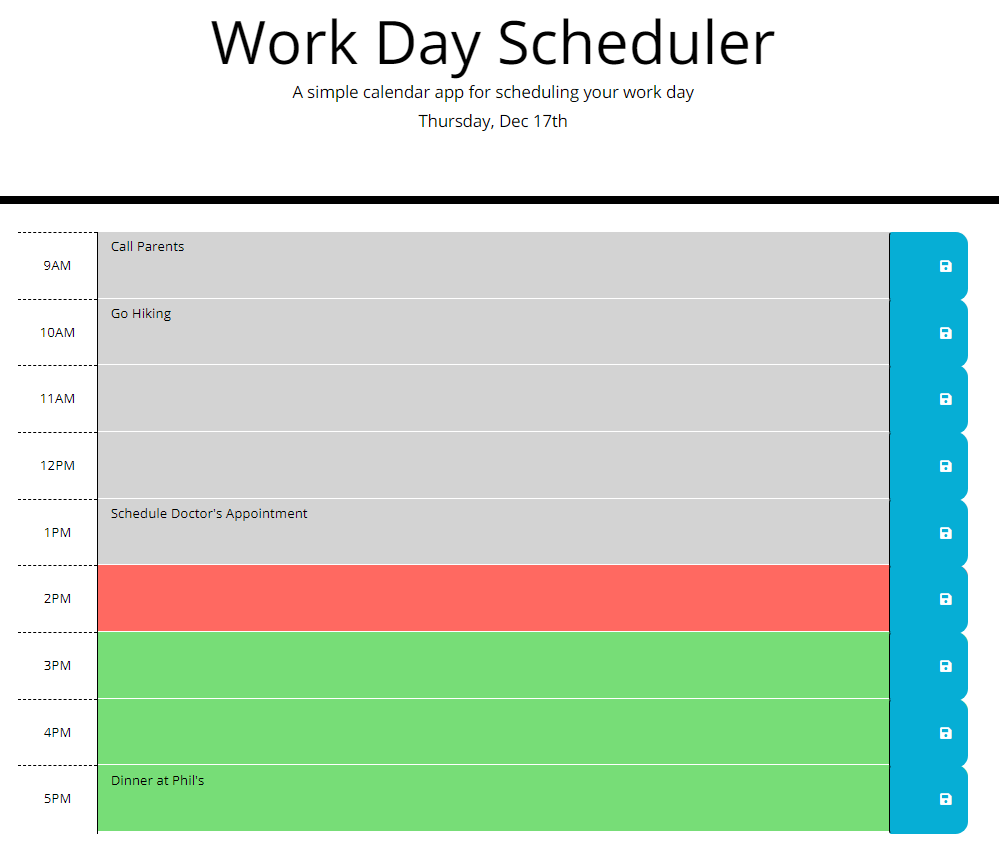 Work Day Scheduler
A simple calendar app for scheduling your work day
Thursday, Dec 17th
9AM
Call Parents
10AM
Go Hiking
11AM
12PM
1PM
Schedule Doctor's Appointment
2PM
3PM
4PM
5PM
Dinner at Phil's